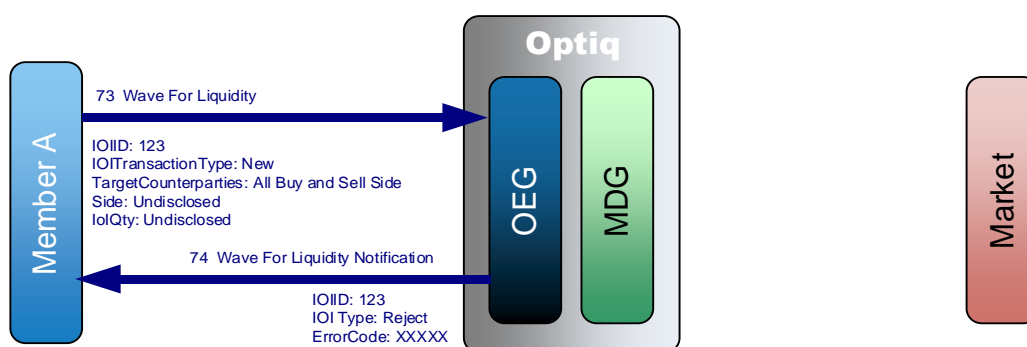 Optiq
73 Wave For Liquidity
IOIID: 123
IOITransactionType: New
TargetCounterparties: All Buy and Sell Side
Side: Undisclosed
IoIQty: Undisclosed
74 Wave For Liquidity Notification
IOIID: 123
IOI Type: Reject
ErrorCode: XXXXX
Member A
OEG
MDG
Market